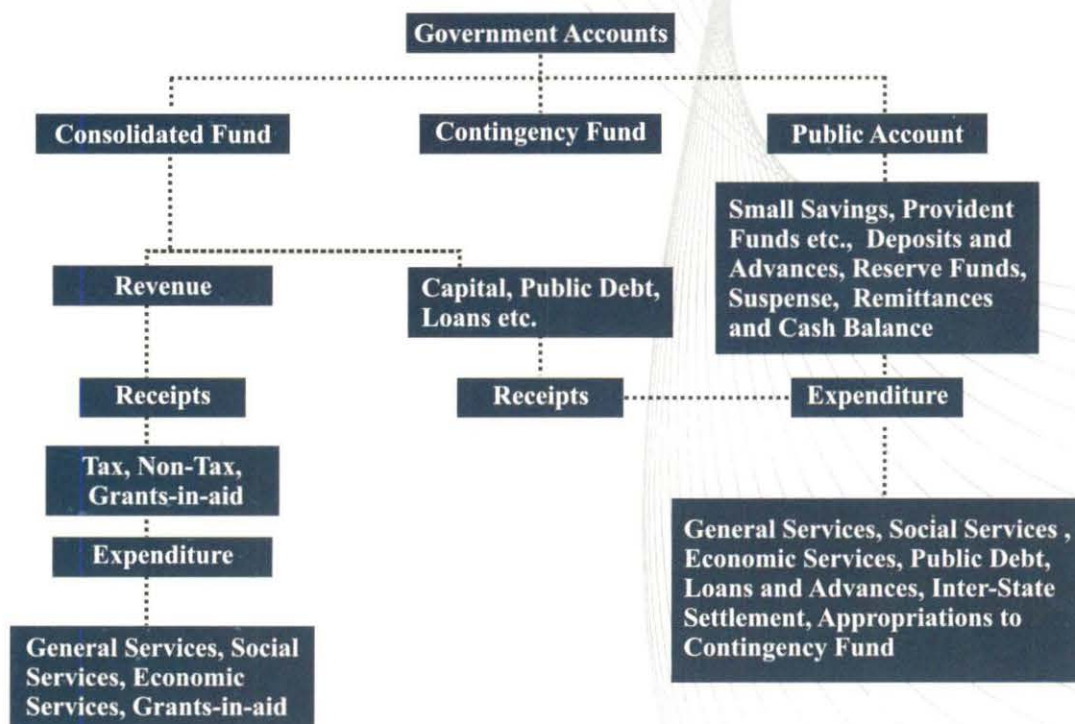 Government Accounts
Consolidated Fund
Contingency Fund
Public Account
Small Savings, Provident
Funds etc., Deposits and
Advances, Reserve Funds,
Suspense, Remittances
and Cash Balance
Revenue
Capital, Public Debt,
Loans etc.
Receipts
Receipts
Expenditure
Tax, Non-Tax,
Grants-in-aid
Expenditure
General Services, Social Services ,
Economic Services, Public Debt,
Loans and Advances, Inter-State
Settlement, Appropriations to
Contingency Fund
General Services, Social
Services, Economic
Services, Grants-in-aid